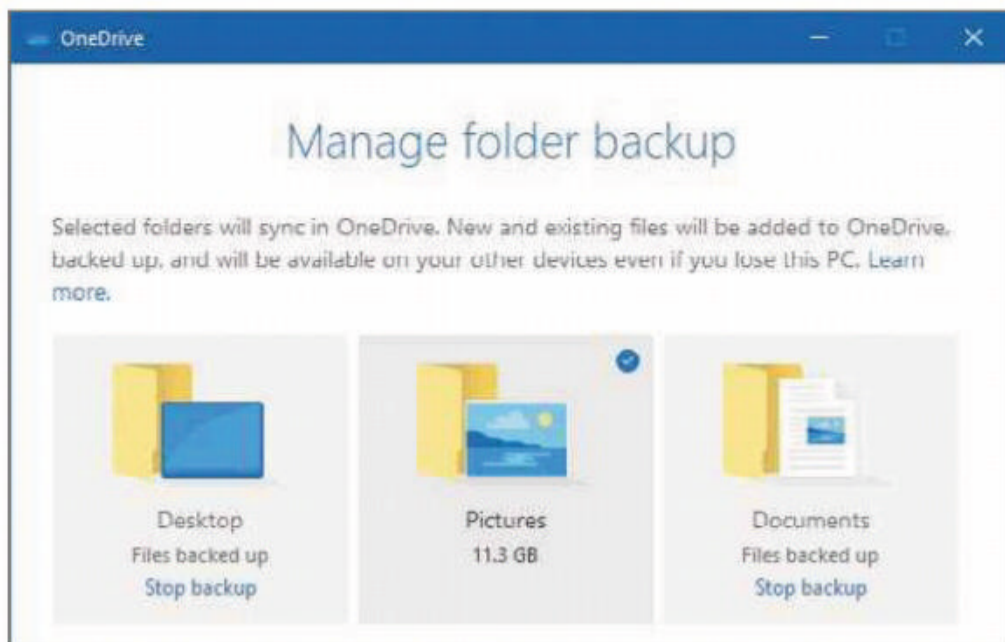 OneDrive
Manage folder backup
Selected folders will sync in OneDrive. New and existing files will be added to OneDrive,
backed up, and will be available on your other devices even if you lose this PC. Learn
more.
Desktop
Files backed up
Stop backup
Pictures
11.3 GB
Documents
Files backed up
Stop backup